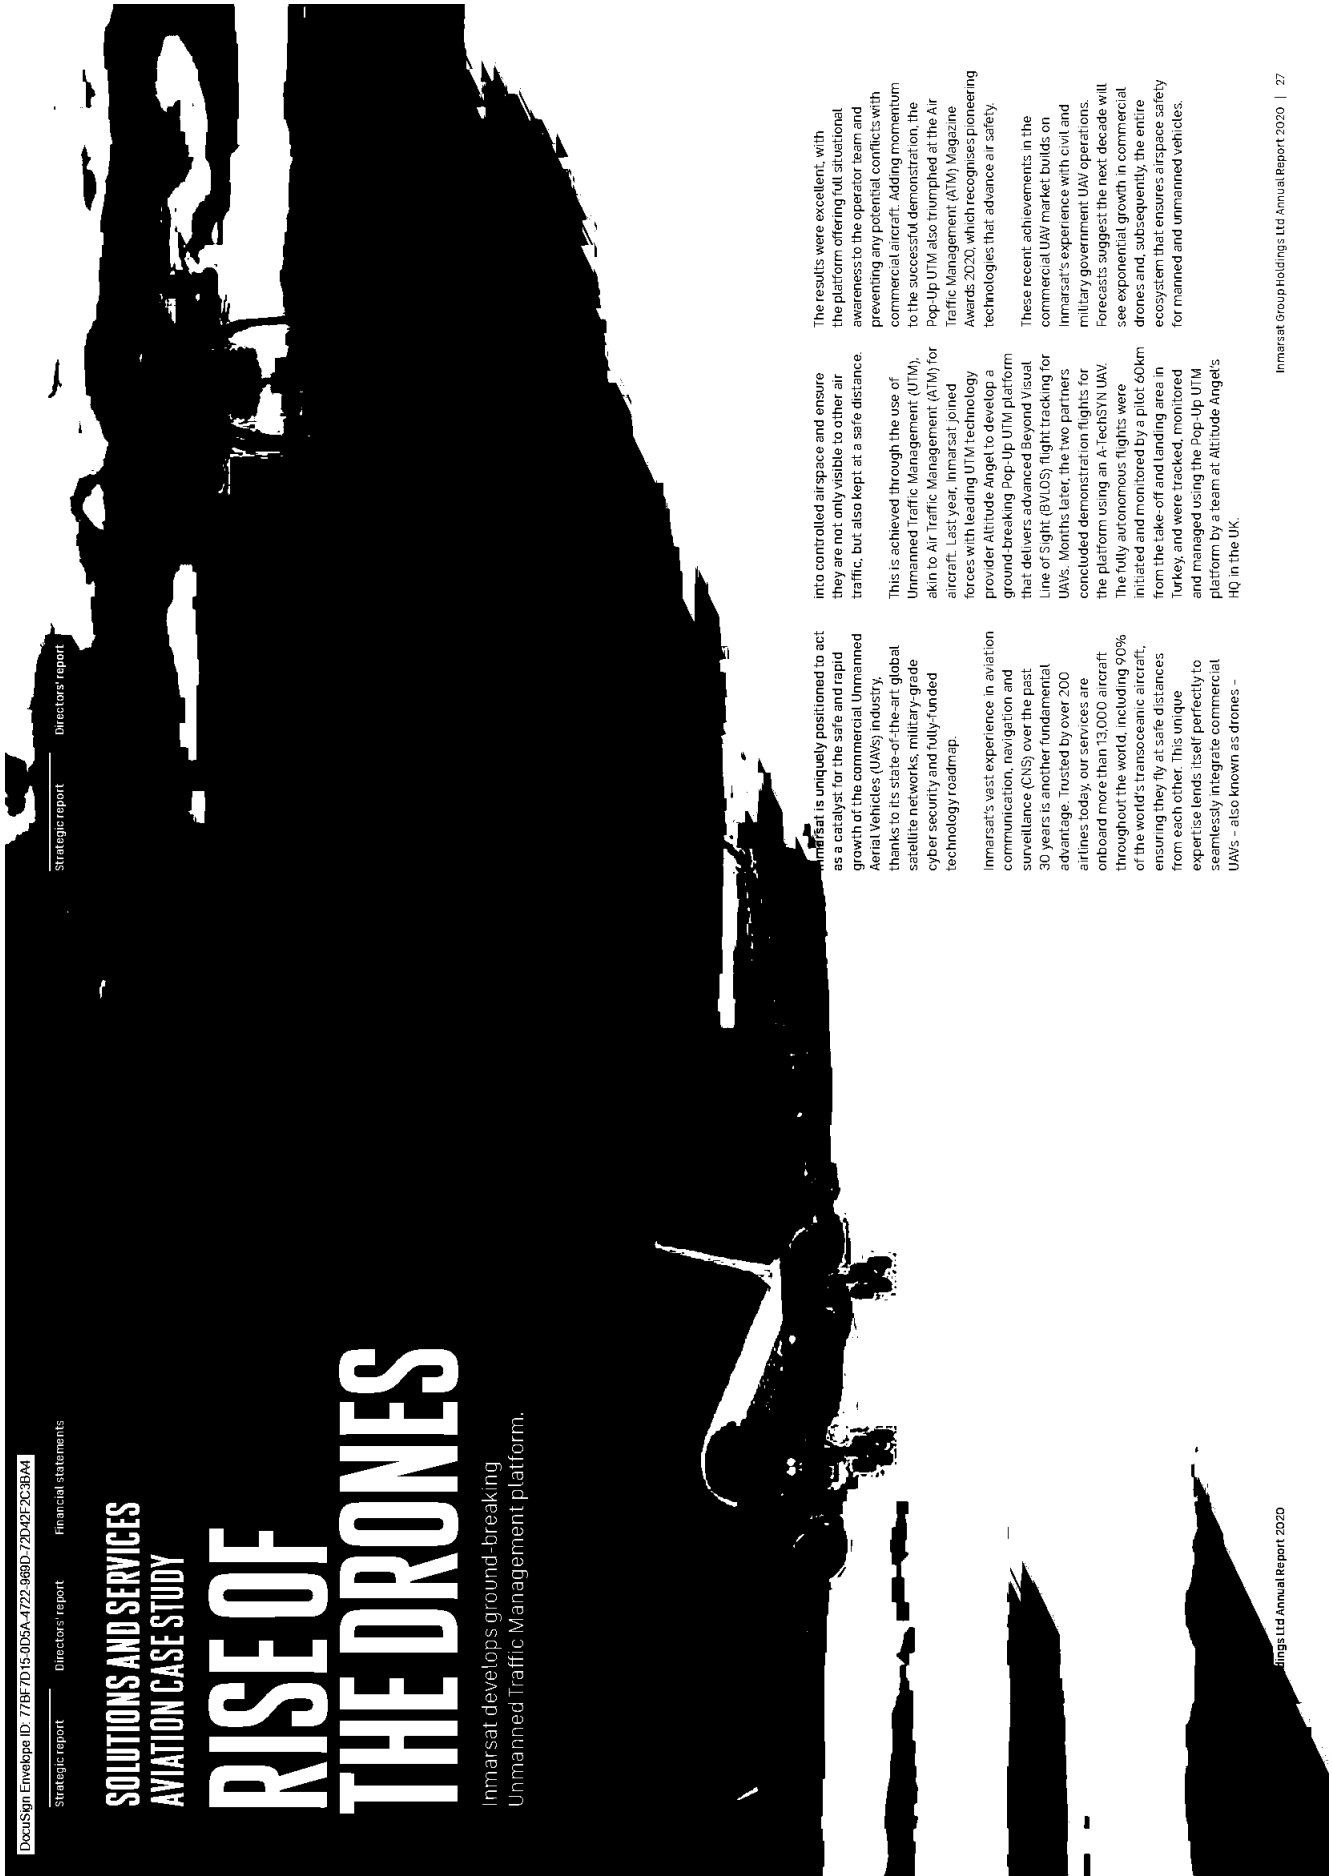 DocuSign Envelope ID: 77BF7D15-0D5A-4722-969D-72D42F2C3BA4
Strategic report
Directors' report
Financial statements
SOLUTIONS AND SERVICES
AVIATION CASE STUDY
RISE OF
THE DRONES
Inmarsat develops ground-breaking
Unmanned Traffic Management platform.
dings Ltd Annual Report 2020
Strategic report
Directors' report
Inmarsat is uniquely positioned to act
as a catalyst for the safe and rapid
growth of the commercial Unmanned
Aerial Vehicles (UAVs) industry,
thanks to its state-of-the-art global
satellite networks, military-grade
cyber security and fully-funded
technology roadmap.
Inmarsat's vast experience in aviation
communication, navigation and
surveillance (CNS) over the past
30 years is another fundamental
advantage. Trusted by over 200
airlines today, our services are
onboard more than 13,000 aircraft
throughout the world, including 90%
of the world's transoceanic aircraft,
ensuring they fly at safe distances
from each other. This unique
expertise lends itself perfectly to
seamlessly integrate commercial
UAVs – also known as drones –
into controlled airspace and ensure
they are not only visible to other air
traffic, but also kept at a safe distance.
This is achieved through the use of
Unmanned Traffic Management (UTM),
akin to Air Traffic Management (ATM) for
aircraft. Last year, Inmarsat joined
forces with leading UTM technology
provider Altitude Angel to develop a
ground-breaking Pop-Up UTM platform
that delivers advanced Beyond Visual
Line of Sight (BVLOS) flight tracking for
UAVs. Months later, the two partners
concluded demonstration flights for
the platform using an A-TechSYN UAV.
The fully autonomous flights were
initiated and monitored by a pilot 60km
from the take-off and landing area in
Turkey, and were tracked, monitored
and managed using the Pop-Up UTM
platform by a team at Altitude Angel's
HQ in the UK.
The results were excellent, with
the platform offering full situational
awareness to the operator team and
preventing any potential conflicts with
commercial aircraft. Adding momentum
to the successful demonstration, the
Pop-Up UTM also triumphed at the Air
Traffic Management (ATM) Magazine
Awards 2020, which recognises pioneering
technologies that advance air safety.
These recent achievements in the
commercial UAV market builds on
Inmarsat's experience with civil and
military government UAV operations.
Forecasts suggest the next decade will
see exponential growth in commercial
drones and, subsequently, the entire
ecosystem that ensures airspace safety
for manned and unmanned vehicles.
Inmarsat Group Holdings Ltd Annual Report 2020 | 27